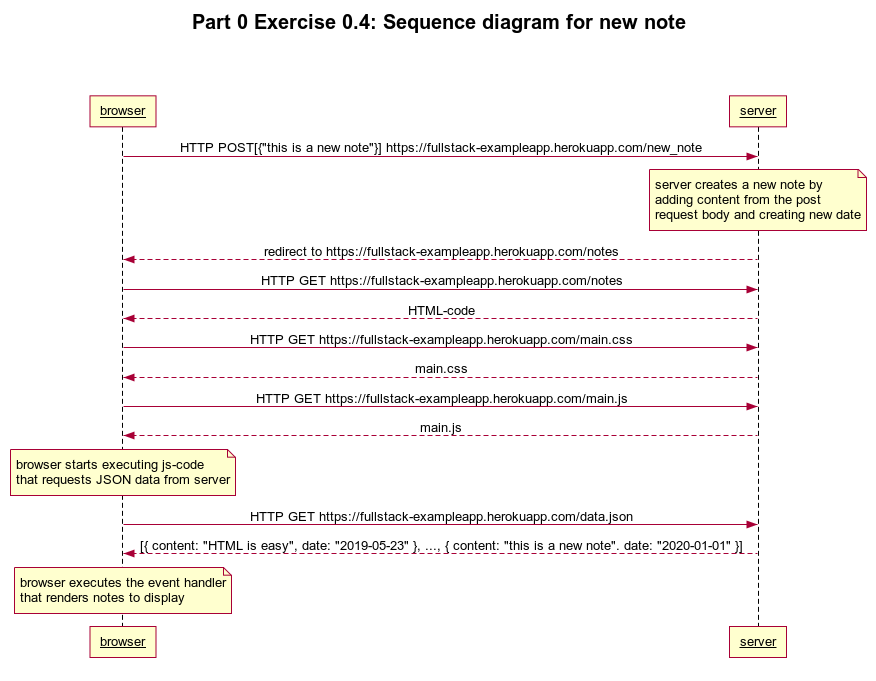 Part 0 Exercise 0.4: Sequence diagram for new note
browser
server
HTTP POST[{"this is a new note"}] https://fullstack-exampleapp.herokuapp.com/new_note
server creates a new note by
adding content from the post
request body and creating new date
redirect to https://fullstack-exampleapp.herokuapp.com/notes
HTTP GET https://fullstack-exampleapp.herokuapp.com/notes
HTML-code
HTTP GET https://fullstack-exampleapp.herokuapp.com/main.css
main.css
HTTP GET https://fullstack-exampleapp.herokuapp.com/main.js
main.js
browser starts executing js-code
that requests JSON data from server
HTTP GET https://fullstack-exampleapp.herokuapp.com/data.json
[{ content: "HTML is easy", date: "2019-05-23" }, ..., { content: "this is a new note". date: "2020-01-01" }]
browser executes the event handler
that renders notes to display
browser
server